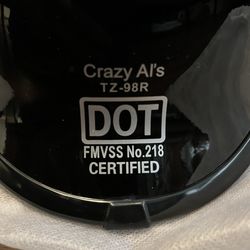 Crazy Al's
TZ-98R
DOT
FMVSS No.218
CERTIFIED